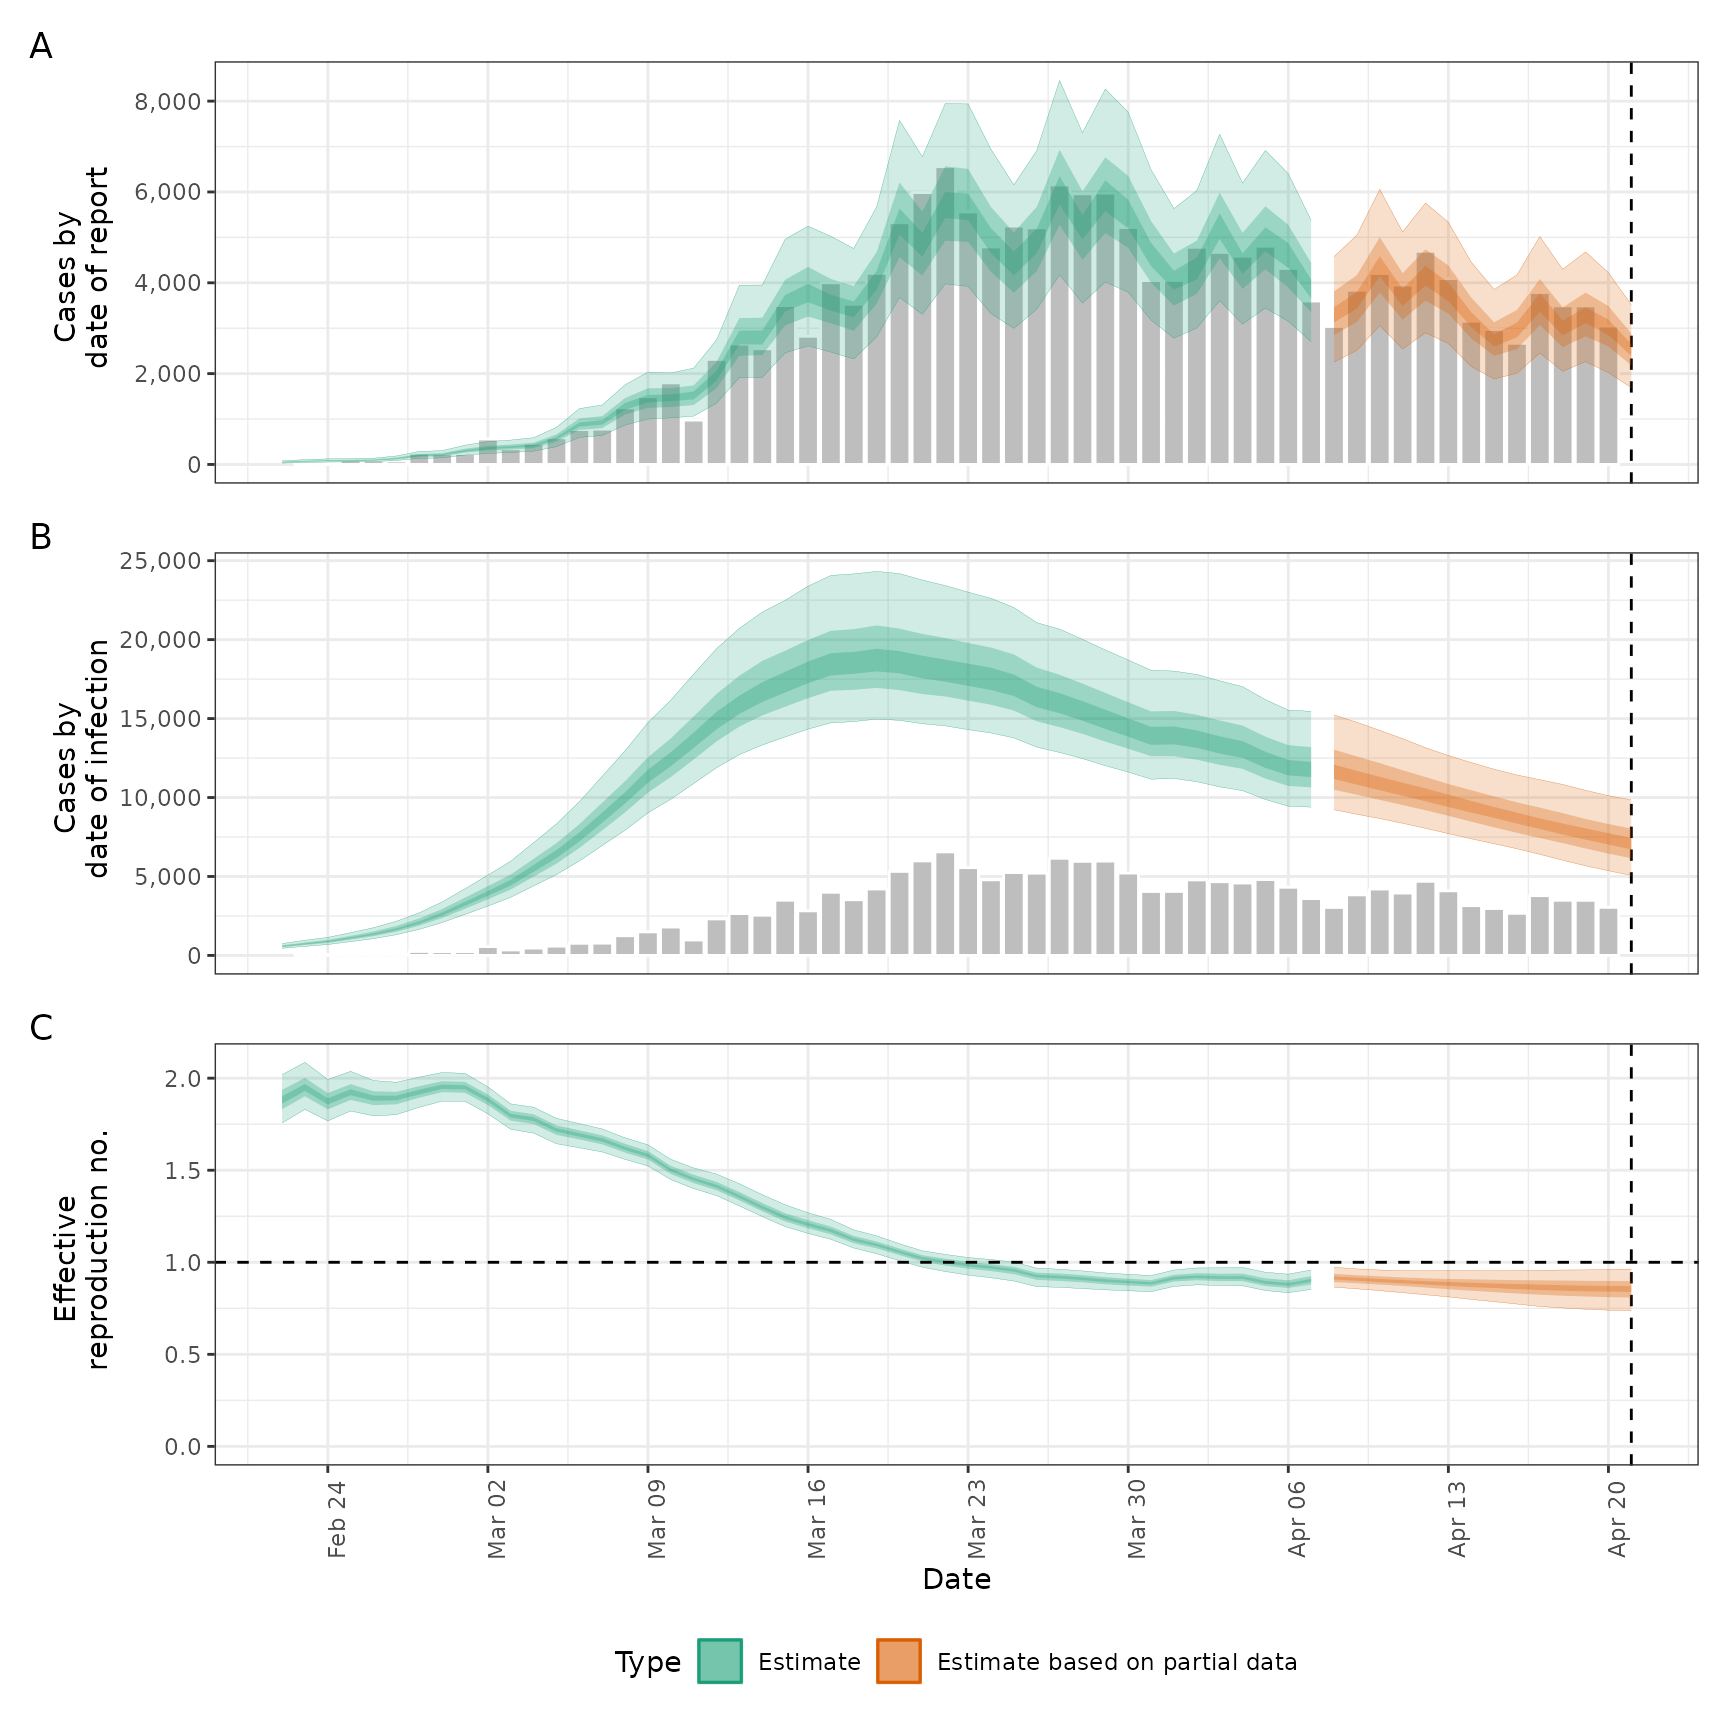 A
Cases by
date of report
8,000
6,000
4,000
2,000
0
B
Cases by
date of infection
25,000
20,000
15,000
10,000
5,000
0
C
Effective
reproduction no.
2.0
1.5
1.0
0.5
0.0
Feb 24
Mar 02
Mar 09
Mar 16
Mar 23
Mar 30
Apr 06
Apr 13
Apr 20
Date
Type Estimate Estimate based on partial data